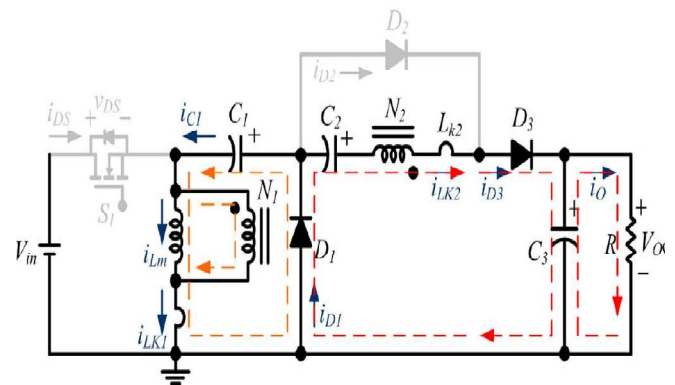 D2
iD2
iDS
+ vDS −
iC1
C1
+
C2
+
N2
Lk2
D3
S1
N1
iLK2
iD3
iO
+
+
Vin
iLm
D1
C3
R
VO
−
iLK1
iD1